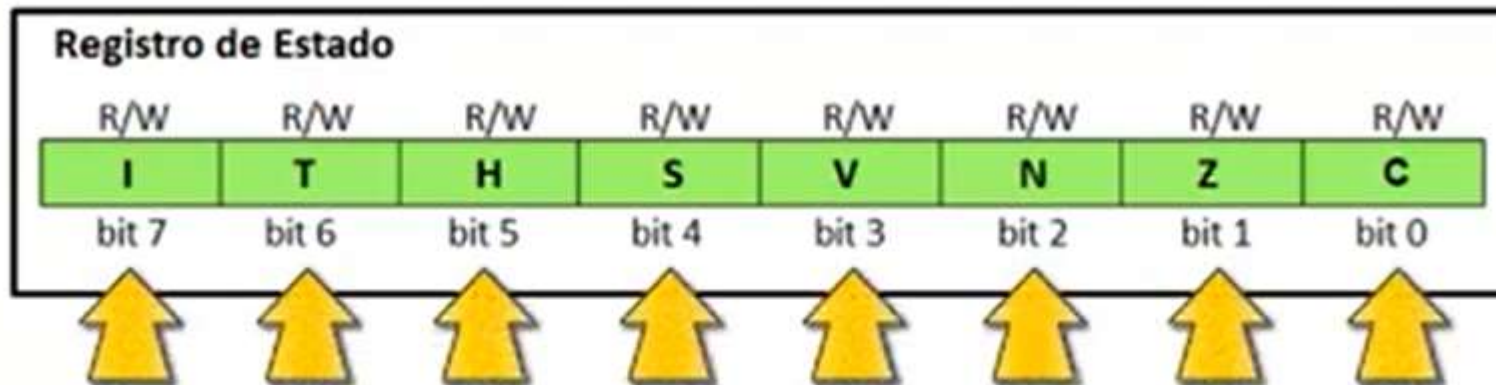 Registro de Estado
R/W R/W R/W R/W R/W R/W R/W R/W
I T H S V N Z C
bit 7 bit 6 bit 5 bit 4 bit 3 bit 2 bit 1 bit 0